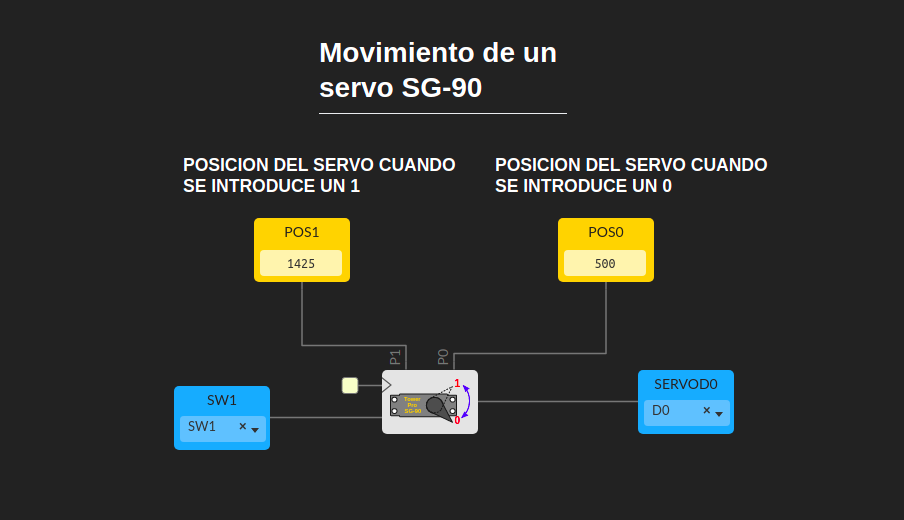 Movimiento de un
servo SG-90
POSICION DEL SERVO CUANDO
SE INTRODUCE UN 1
POSICION DEL SERVO CUANDO
SE INTRODUCE UN 0
POS1
1425
POS0
500
P1
P0
SW1
SW1
Tower
Pro
SG-90
1
0
SERVOD0
D0